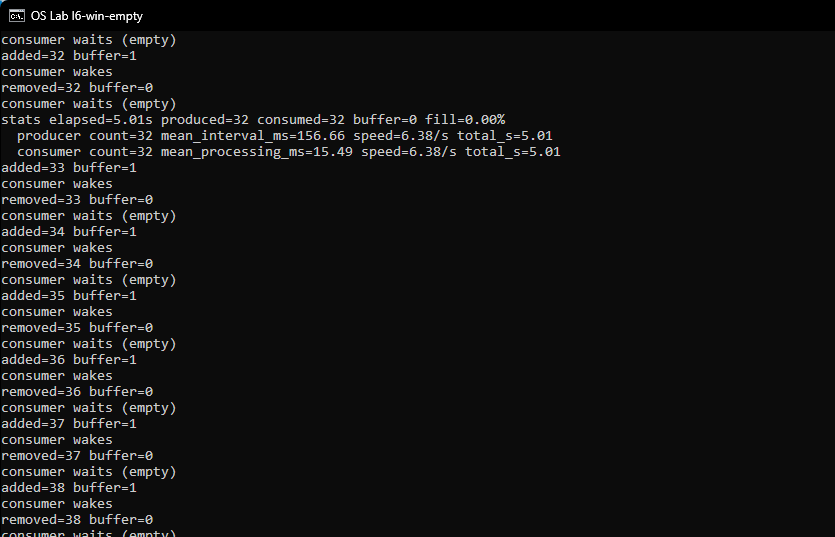 OS Lab l6-win-empty
consumer waits (empty)
added=32 buffer=1
consumer wakes
removed=32 buffer=0
consumer waits (empty)
stats elapsed=5.01s produced=32 consumed=32 buffer=0 fill=0.00%
  producer count=32 mean_interval_ms=156.66 speed=6.38/s total_s=5.01
  consumer count=32 mean_processing_ms=15.49 speed=6.38/s total_s=5.01
added=33 buffer=1
consumer wakes
removed=33 buffer=0
consumer waits (empty)
added=34 buffer=1
consumer wakes
removed=34 buffer=0
consumer waits (empty)
added=35 buffer=1
consumer wakes
removed=35 buffer=0
consumer waits (empty)
added=36 buffer=1
consumer wakes
removed=36 buffer=0
consumer waits (empty)
added=37 buffer=1
consumer wakes
removed=37 buffer=0
consumer waits (empty)
added=38 buffer=1
consumer wakes
removed=38 buffer=0
consumer waits (empty)